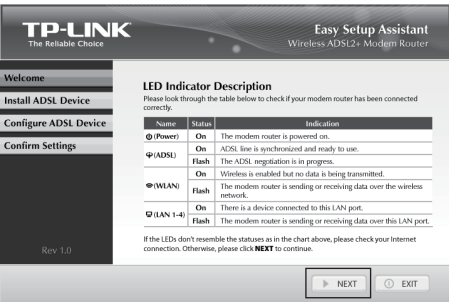 TP-LINK®
The Reliable Choice
Easy Setup Assistant
Wireless ADSL2+ Modem Router
Welcome
Install ADSL Device
Configure ADSL Device
Confirm Settings
Rev 1.0
LED Indicator Description
Please look through the table below to check if your modem router has been connected
correctly.
Name Status Indication
(Power) On The modem router is powered on.
(ADSL) On ADSL line is synchronized and ready to use.
Flash The ADSL negotiation is in progress.
(WLAN) On Wireless is enabled but no data is being transmitted.
Flash The modem router is sending or receiving data over the wireless
network.
(LAN 1-4) On There is a device connected to this LAN port.
Flash The modem router is sending or receiving data over this LAN port.
If the LEDs don't resemble the statuses as in the chart above, please check your Internet
connection. Otherwise, please click NEXT to continue.
NEXT
EXIT